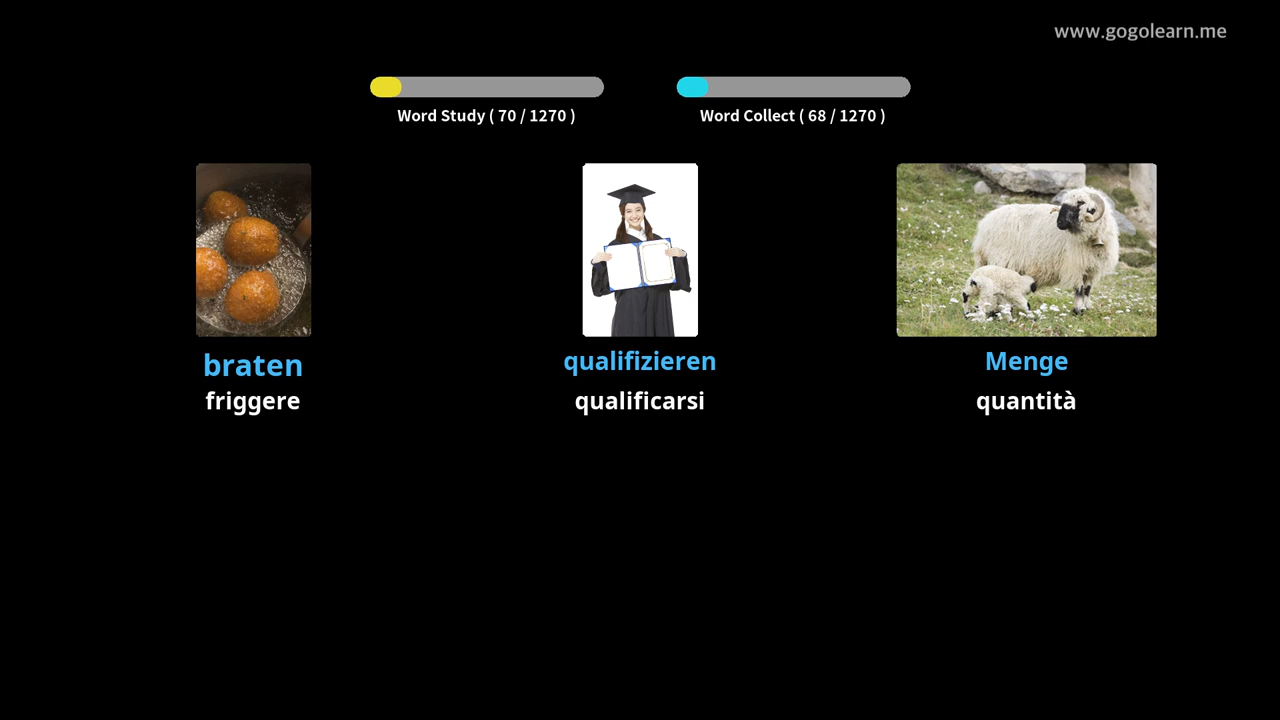 www.gogolearn.me
Word Study ( 70 / 1270 )
Word Collect ( 68 / 1270 )
braten
friggere
qualifizieren
qualificarsi
Menge
quantità